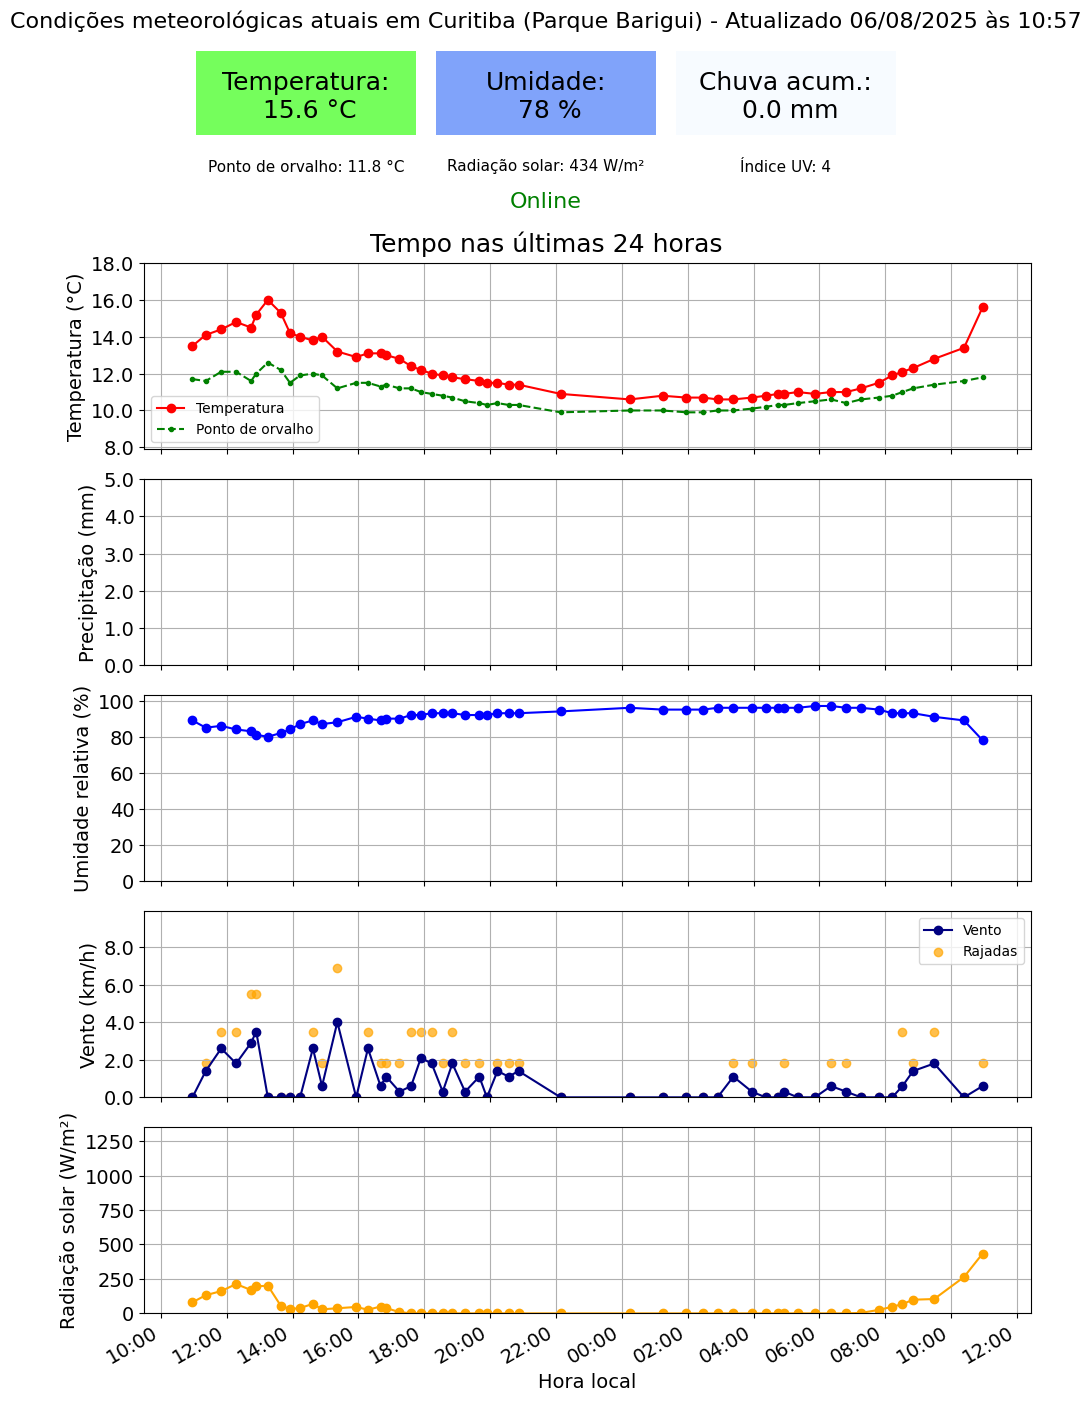 Condições meteorológicas atuais em Curitiba (Parque Barigui) - Atualizado 06/08/2025 às 10:57
Temperatura:
15.6 °C
Umidade:
78 %
Chuva acum.:
0.0 mm
Ponto de orvalho: 11.8 °C
Radiação solar: 434 W/m²
Índice UV: 4
Online
Tempo nas últimas 24 horas
Temperatura (°C)
18.0
16.0
14.0
12.0
10.0
8.0
Temperatura
Ponto de orvalho
Precipitação (mm)
5.0
4.0
3.0
2.0
1.0
0.0
Umidade relativa (%)
100
80
60
40
20
0
Vento (km/h)
8.0
6.0
4.0
2.0
0.0
Vento
Rajadas
Radiação solar (W/m²)
1250
1000
750
500
250
0
10:00
12:00
14:00
16:00
18:00
20:00
22:00
00:00
02:00
04:00
06:00
08:00
10:00
12:00
Hora local